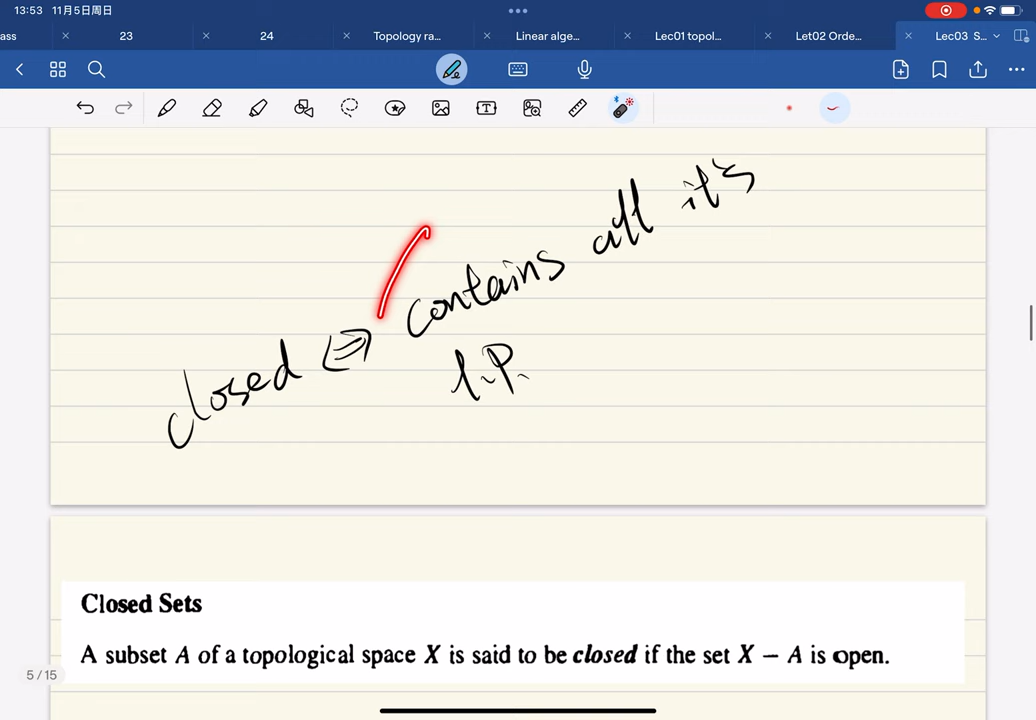 13:53 11月5日周日
ass
23
24
Topology ra...
Linear alge...
Lec01 topol...
Let02 Orde...
Lec03 S...
closed ⇔ contains all it's
l.P.
Closed Sets
A subset A of a topological space X is said to be closed if the set X – A is open.
5 / 15